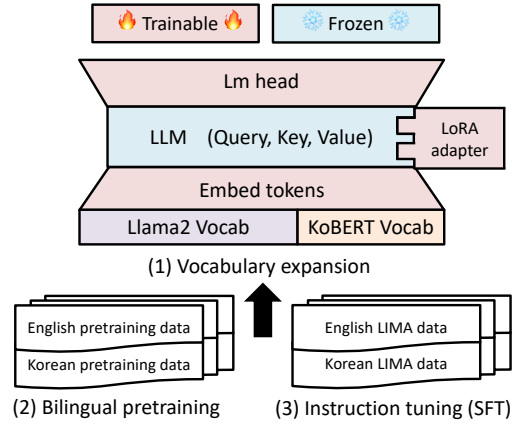 🔥 Trainable 🔥
❄️ Frozen ❄️
Lm head
LLM (Query, Key, Value)
LoRA
adapter
Embed tokens
Llama2 Vocab
KoBERT Vocab
(1) Vocabulary expansion
English pretraining data
Korean pretraining data
English LIMA data
Korean LIMA data
(2) Bilingual pretraining
(3) Instruction tuning (SFT)